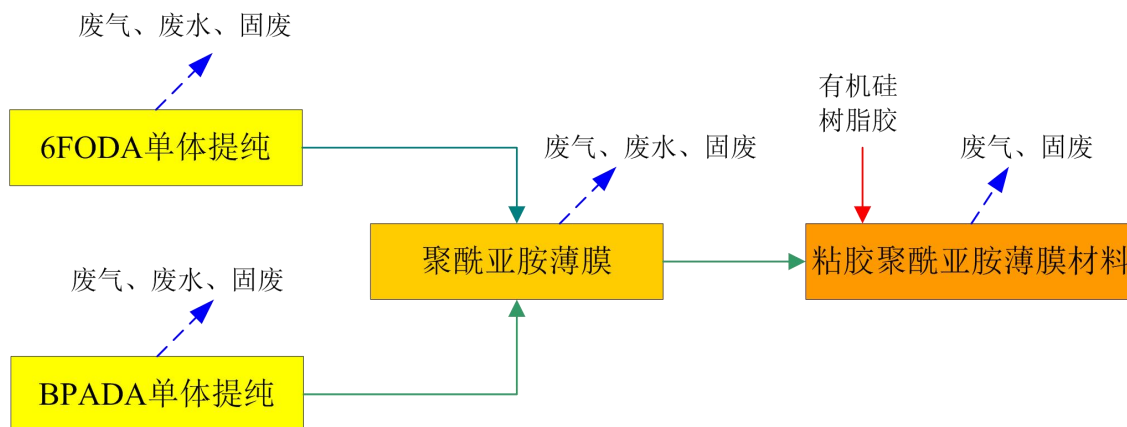 废气、废水、固废
6FODA单体提纯
有机硅
树脂胶
废气、废水、固废
废气、固废
聚酰亚胺薄膜
粘胶聚酰亚胺薄膜材料
废气、废水、固废
BPADA单体提纯